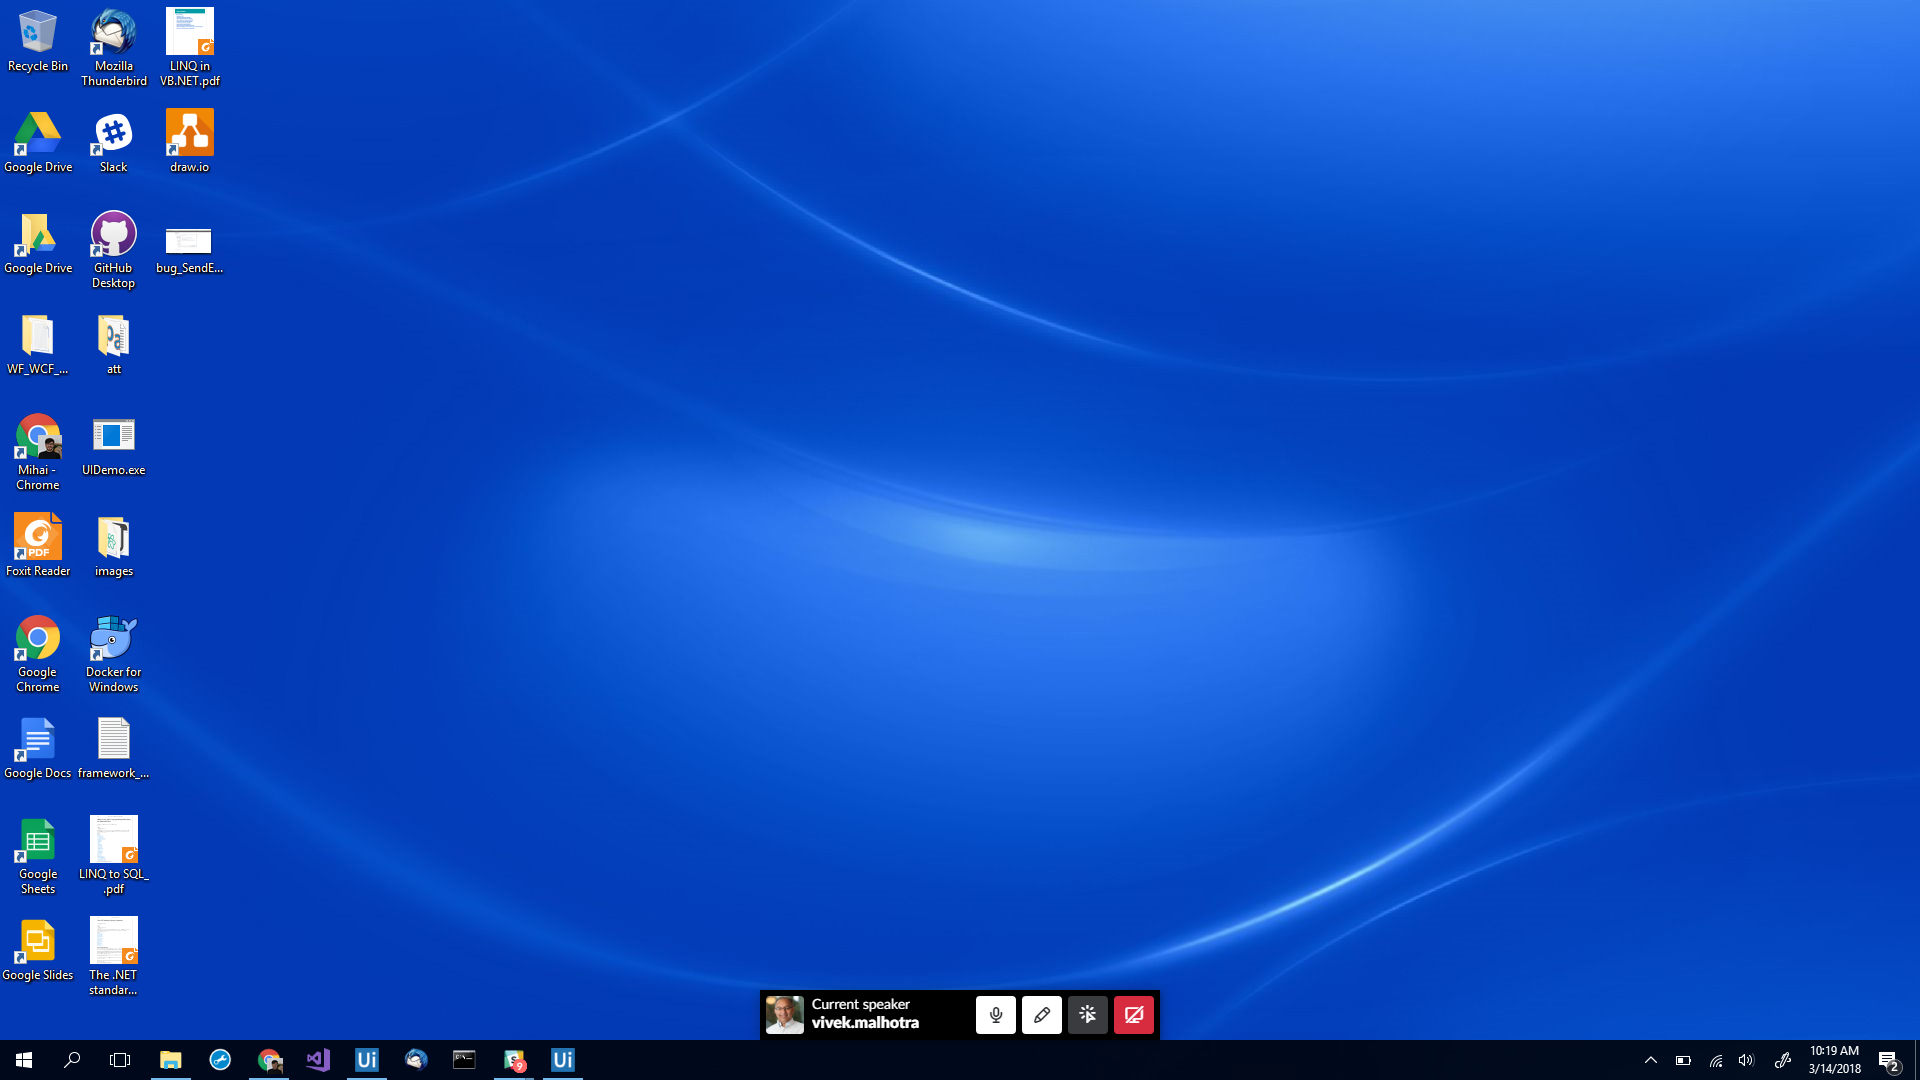 Recycle Bin
Mozilla
Thunderbird
LINQ in
VB.NET.pdf
Google Drive
Slack
draw.io
Google Drive
GitHub
Desktop
bug_SendE...
WF_WCF_...
att
Mihai -
Chrome
UIDemo.exe
PDF
Foxit Reader
images
Google
Chrome
Docker for
Windows
Google Docs
framework_...
Google
Sheets
LINQ to SQL_
.pdf
Google Slides
The .NET
standar...
Current speaker
vivek.malhotra
Ui
9
Ui
10:19 AM
3/14/2018
2